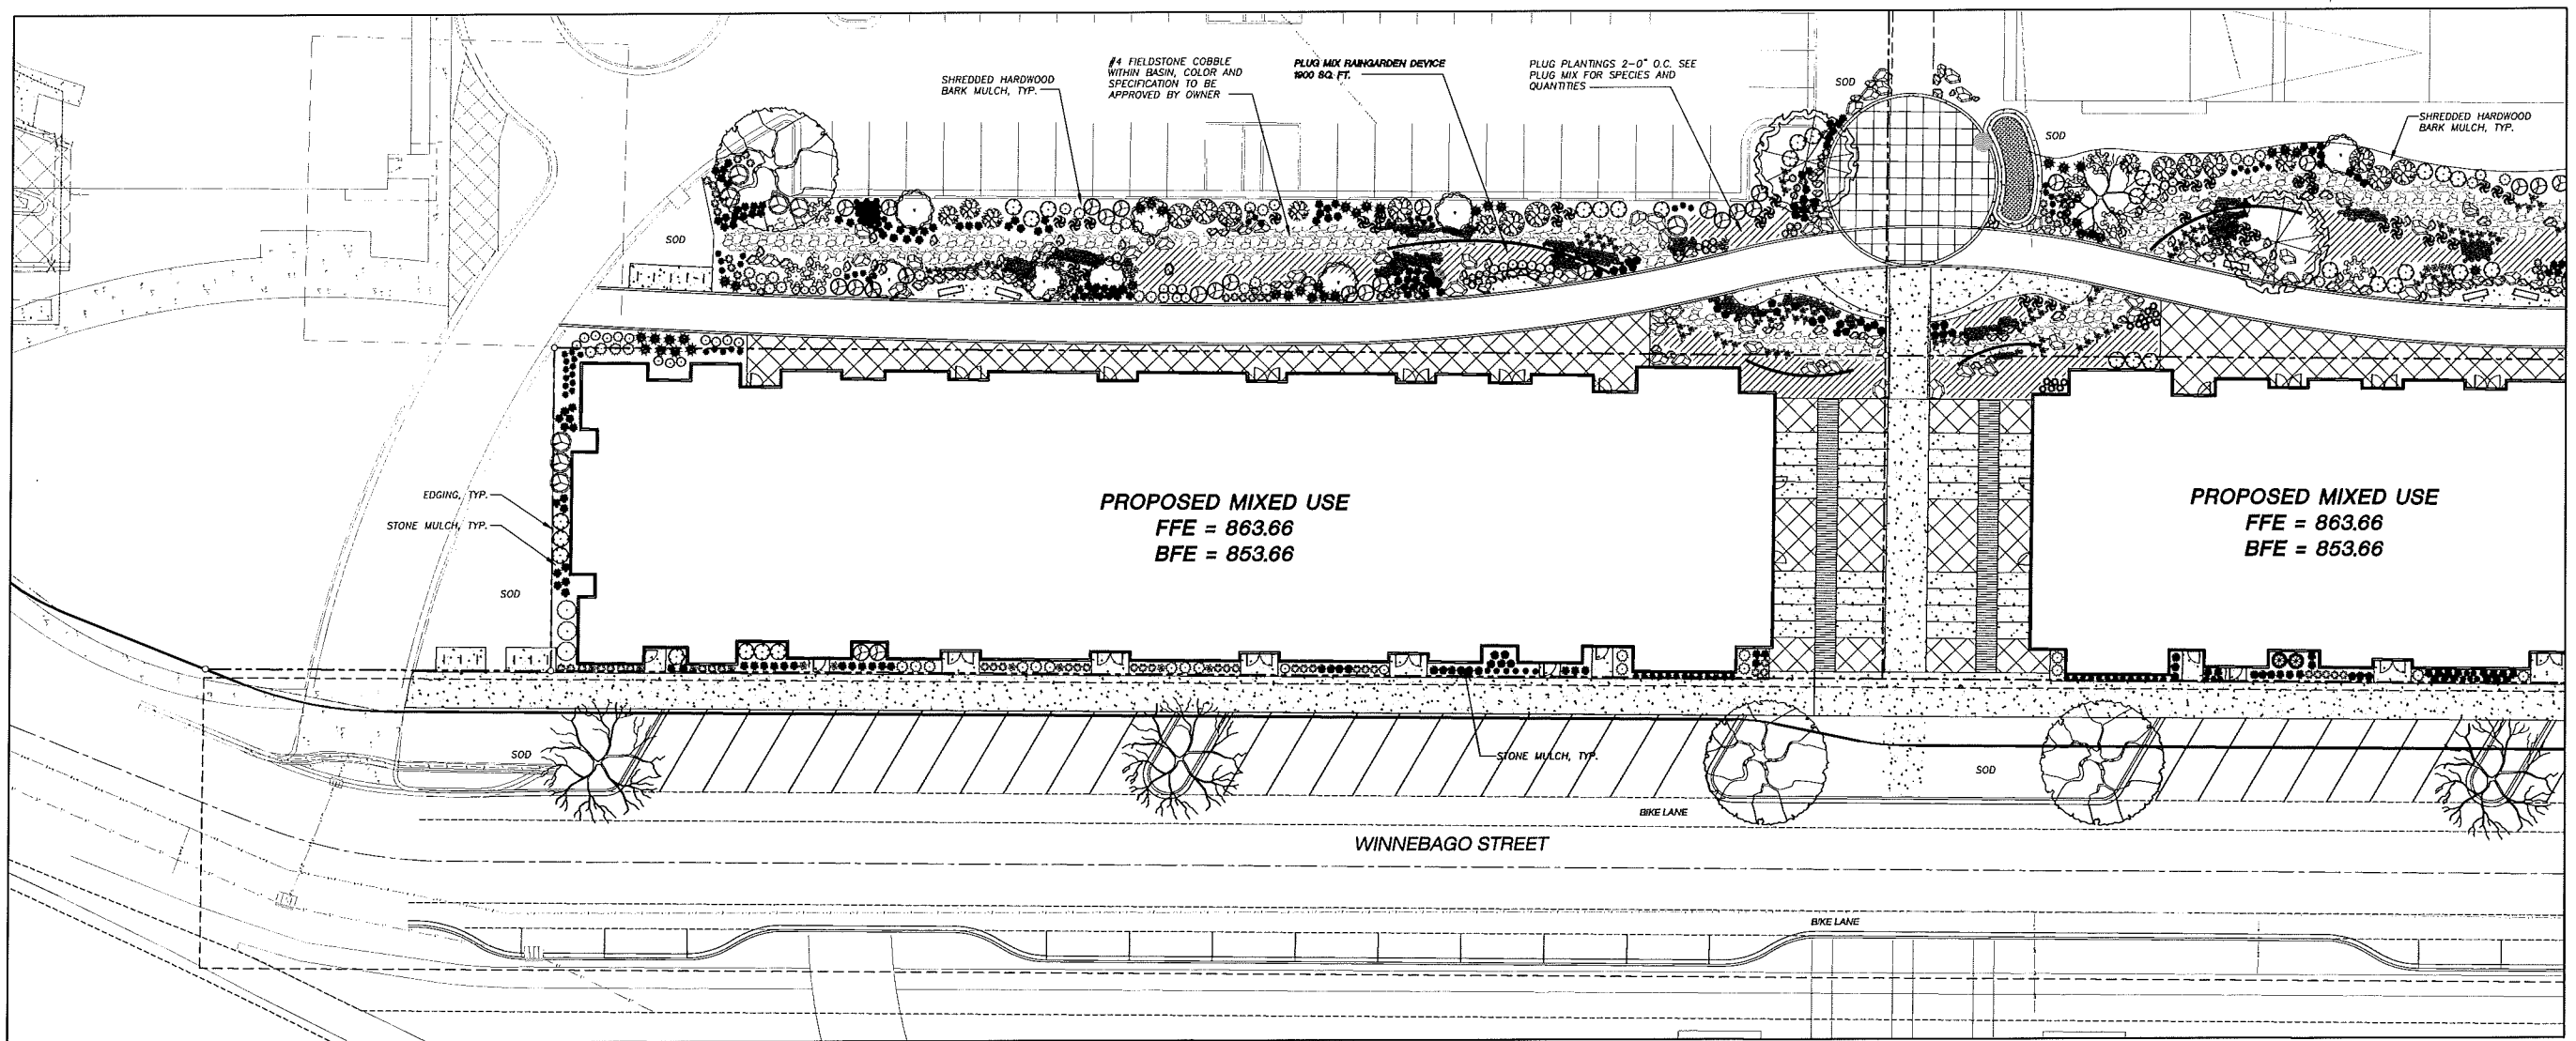 SHREDDED HARDWOOD
BARK MULCH, TYP.
#4 FIELDSTONE COBBLE
WITHIN BASIN, COLOR AND
SPECIFICATION TO BE
APPROVED BY OWNER
PLUG MIX RAINGARDEN DEVICE
1900 SQ. FT.
PLUG PLANTINGS 2-0" O.C. SEE
PLUG MIX FOR SPECIES AND
QUANTITIES
SOD
SOD
SHREDDED HARDWOOD
BARK MULCH, TYP.
SOD
EDGING, TYP.
STONE MULCH, TYP.
SOD
PROPOSED MIXED USE
FFE = 863.66
BFE = 853.66
PROPOSED MIXED USE
FFE = 863.66
BFE = 853.66
SOD
STONE MULCH, TYP.
SOD
BIKE LANE
WINNEBAGO STREET
BIKE LANE